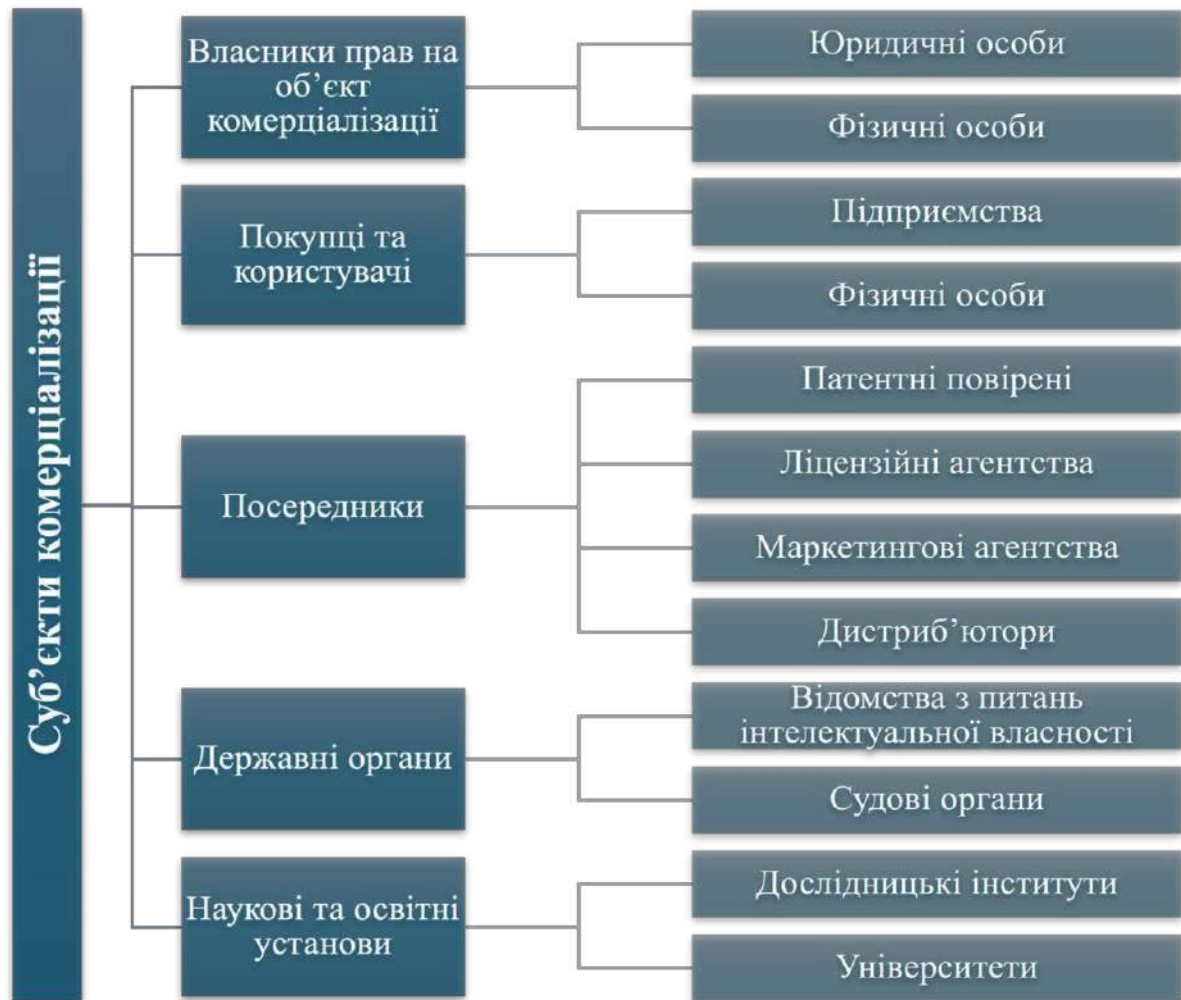 Суб’єкти комерціалізації
Власники прав на
об’єкт
комерціалізації
Юридичні особи
Фізичні особи
Покупці та
користувачі
Підприємства
Фізичні особи
Посередники
Патентні повірені
Ліцензійні агентства
Маркетингові агентства
Дистриб’ютори
Державні органи
Відомства з питань
інтелектуальної власності
Судові органи
Наукові та освітні
установи
Дослідницькі інститути
Університети